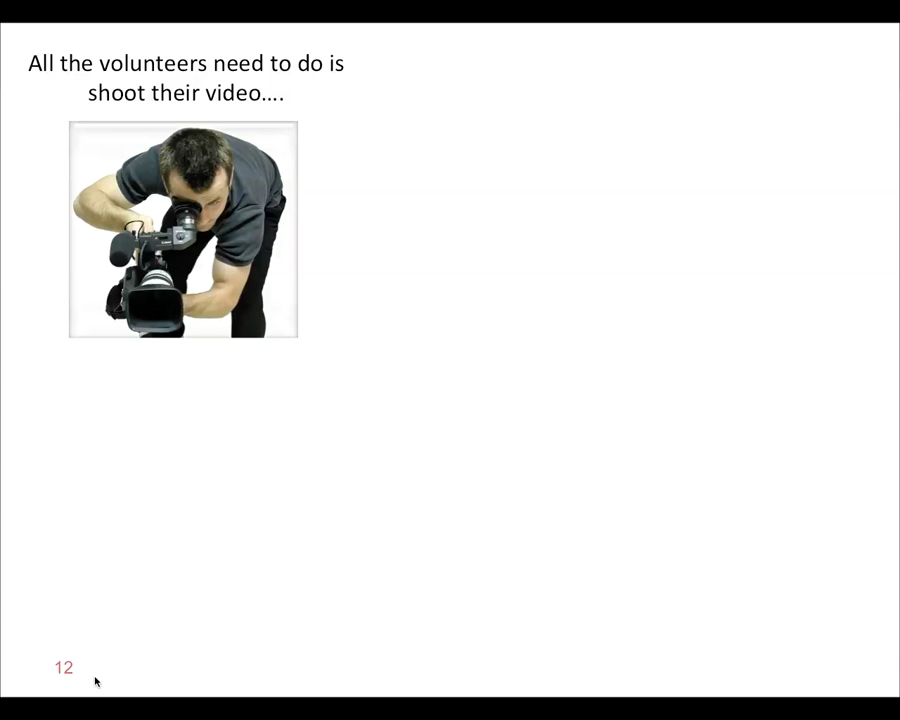 All the volunteers need to do is
shoot their video....
12